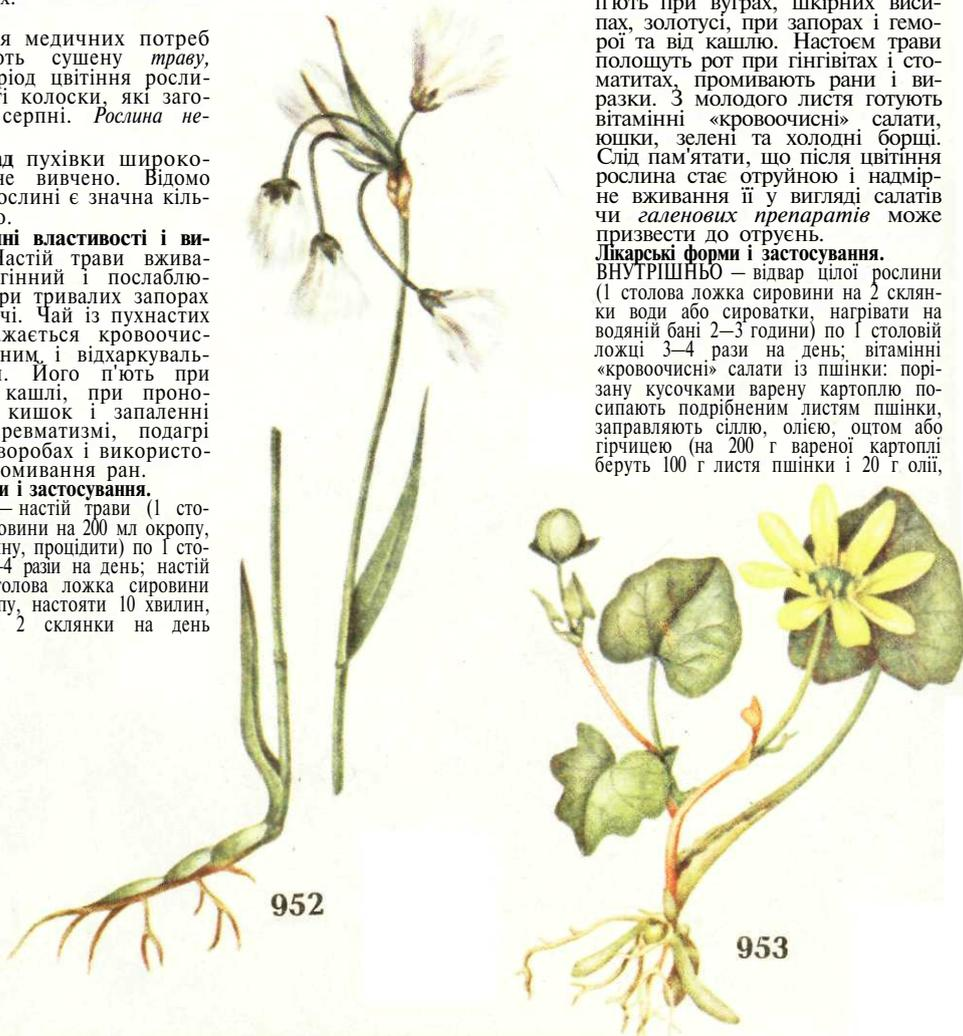 я медичних потреб
ють сушену траву,
ріод цвітіння росли-
ті колоски, які заго-
серпні. Рослина не-
ад пухівки широко-
не вивчено. Відомо
ослині є значна кіль-
о.
ні властивості і ви-
Настій трави вжива-
гінний і послаблю-
ри тривалих запорах
чі. Чай із пухнастих
жається кровоочис-
ним і відхаркуваль-
. Його п'ють при
кашлі, при проно-
кишок і запаленні
ревматизмі, подагрі
воробах і використо-
омивання ран.
и і застосування.
— настій трави (1 сто-
овини на 200 мл окропу,
ну, процідити) по 1 сто-
-4 рази на день; настій
толова ложка сировини
пу, настояти 10 хвилин,
2 склянки на день
952
п'ють при вуграх, шкірних виси-
пах, золотусі, при запорах і гемо-
рої та від кашлю. Настоєм трави
полощуть рот при гінгівітах і сто-
матитах, промивають рани і ви-
разки. З молодого листя готують
вітамінні «кровоочисні» салати,
юшки, зелені та холодні борщі.
Слід пам'ятати, що після цвітіння
рослина стає отруйною і надмір-
не вживання її у вигляді салатів
чи галенових препаратів може
призвести до отруєнь.
Лікарські форми і застосування.
ВНУТРІШНЬО — відвар цілої рослини
(1 столова ложка сировини на 2 склян-
ки води або сироватки, нагрівати на
водяній бані 2—3 години) по 1 столовій
ложці 3—4 рази на день; вітамінні
«кровоочисні» салати із пшінки: порі-
зану кусочками варену картоплю по-
сипають подрібненим листям пшінки,
заправляють сіллю, олією, оцтом або
гірчицею (на 200 г вареної картоплі
беруть 100 г листя пшінки і 20 г олії,
953